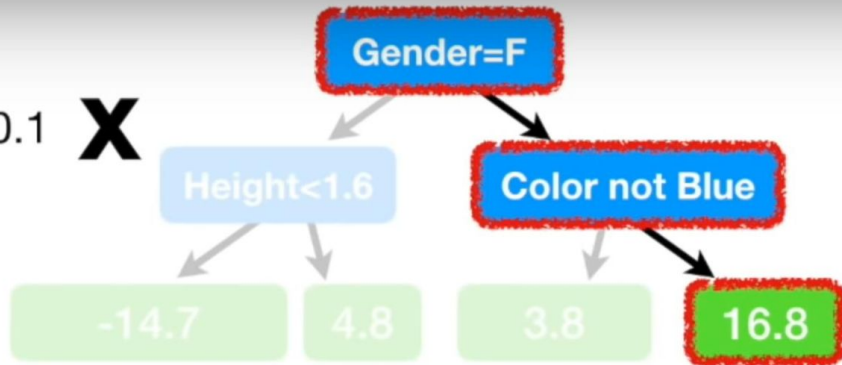 Gender=F
0.1 X
Height<1.6
Color not Blue
-14.7
4.8
3.8
16.8